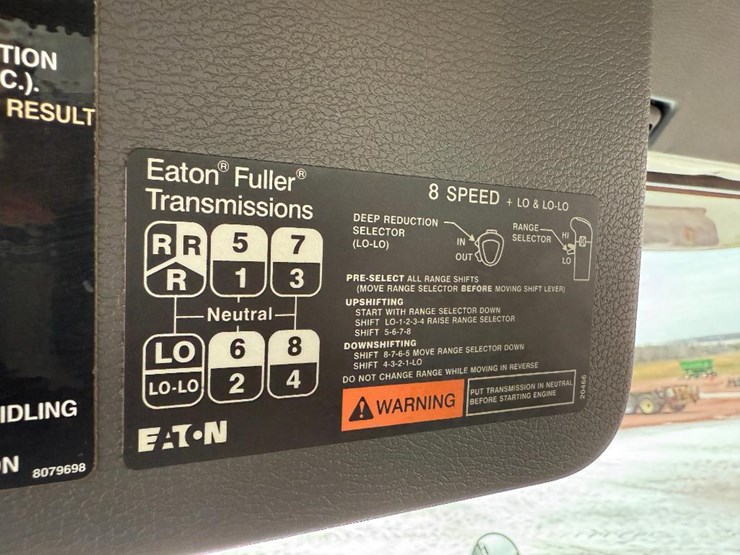 TION
C.).
RESULT
IDLING
N 8079698
Eaton® Fuller®
Transmissions
R R 5 7
R 1 3
Neutral
LO 6 8
LO-LO 2 4
EATON
8 SPEED + LO & LO-LO
DEEP REDUCTION
SELECTOR
(LO-LO)
IN
OUT
RANGE
SELECTOR
HI
LO
PRE-SELECT ALL RANGE SHIFTS
(MOVE RANGE SELECTOR BEFORE MOVING SHIFT LEVER)
UPSHIFTING
START WITH RANGE SELECTOR DOWN
SHIFT LO-1-2-3-4 RAISE RANGE SELECTOR
SHIFT 5-6-7-8
DOWNSHIFTING
SHIFT 8-7-6-5 MOVE RANGE SELECTOR DOWN
SHIFT 4-3-2-1-LO
DO NOT CHANGE RANGE WHILE MOVING IN REVERSE
WARNING
PUT TRANSMISSION IN NEUTRAL
BEFORE STARTING ENGINE
20466